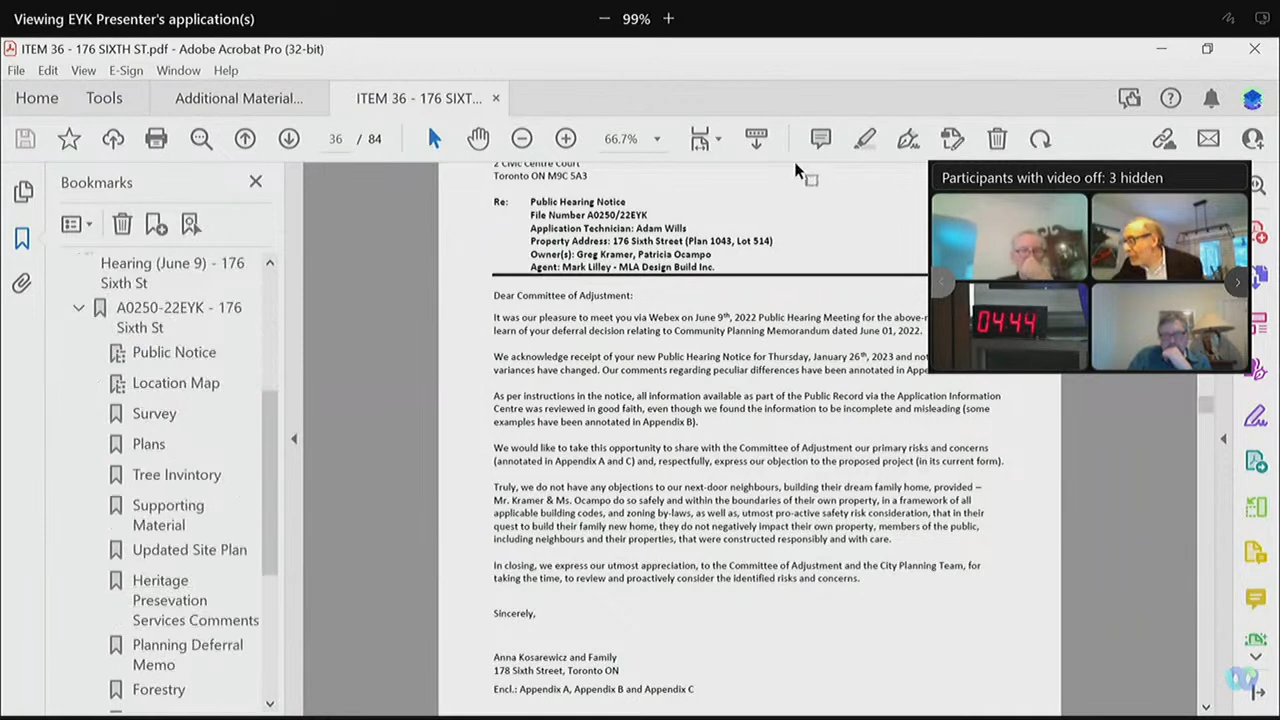 Viewing EYK Presenter's application(s)
99%
ITEM 36 - 176 SIXTH ST.pdf - Adobe Acrobat Pro (32-bit)
File Edit View E-Sign Window Help
Home Tools Additional Material... ITEM 36 - 176 SIXT...
36 / 84 66.7%
Participants with video off: 3 hidden
04:44
Bookmarks
Hearing (June 9) - 176
Sixth St
A0250-22EYK - 176
Sixth St
Public Notice
Location Map
Survey
Plans
Tree Invintory
Supporting
Material
Updated Site Plan
Heritage
Presevation
Services Comments
Planning Deferral
Memo
Forestry
2 Civic Centre Court
Toronto ON M9C 5A3
Re: Public Hearing Notice
File Number A0250/22EYK
Application Technician: Adam Wills
Property Address: 176 Sixth Street (Plan 1043, Lot 514)
Owner(s): Greg Kramer, Patricia Ocampo
Agent: Mark Lilley - MLA Design Build Inc.
Dear Committee of Adjustment:
It was our pleasure to meet you via Webex on June 9th, 2022 Public Hearing Meeting for the above-
learn of your deferral decision relating to Community Planning Memorandum dated June 01, 2022.
We acknowledge receipt of your new Public Hearing Notice for Thursday, January 26th, 2023 and
variances have changed. Our comments regarding peculiar differences have been annotated in
As per instructions in the notice, all information available as part of the Public Record via the Application Information
Centre was reviewed in good faith, even though we found the information to be incomplete and misleading (some
examples have been annotated in Appendix B).
We would like to take this opportunity to share with the Committee of Adjustment our primary risks and concerns
(annotated in Appendix A and C) and, respectfully, express our objection to the proposed project (in its current form).
Truly, we do not have any objections to our next-door neighbours, building their dream family home, provided –
Mr. Kramer & Ms. Ocampo do so safely and within the boundaries of their own property, in a framework of all
applicable building codes, and zoning by-laws, as well as, utmost pro-active safety risk consideration, that in their
quest to build their family new home, they do not negatively impact their own property, members of the public,
including neighbours and their properties, that were constructed responsibly and with care.
In closing, we express our utmost appreciation, to the Committee of Adjustment and the City Planning Team, for
taking the time, to review and proactively consider the identified risks and concerns.
Sincerely,
Anna Kosarewicz and Family
178 Sixth Street, Toronto ON
Encl.: Appendix A, Appendix B and Appendix C